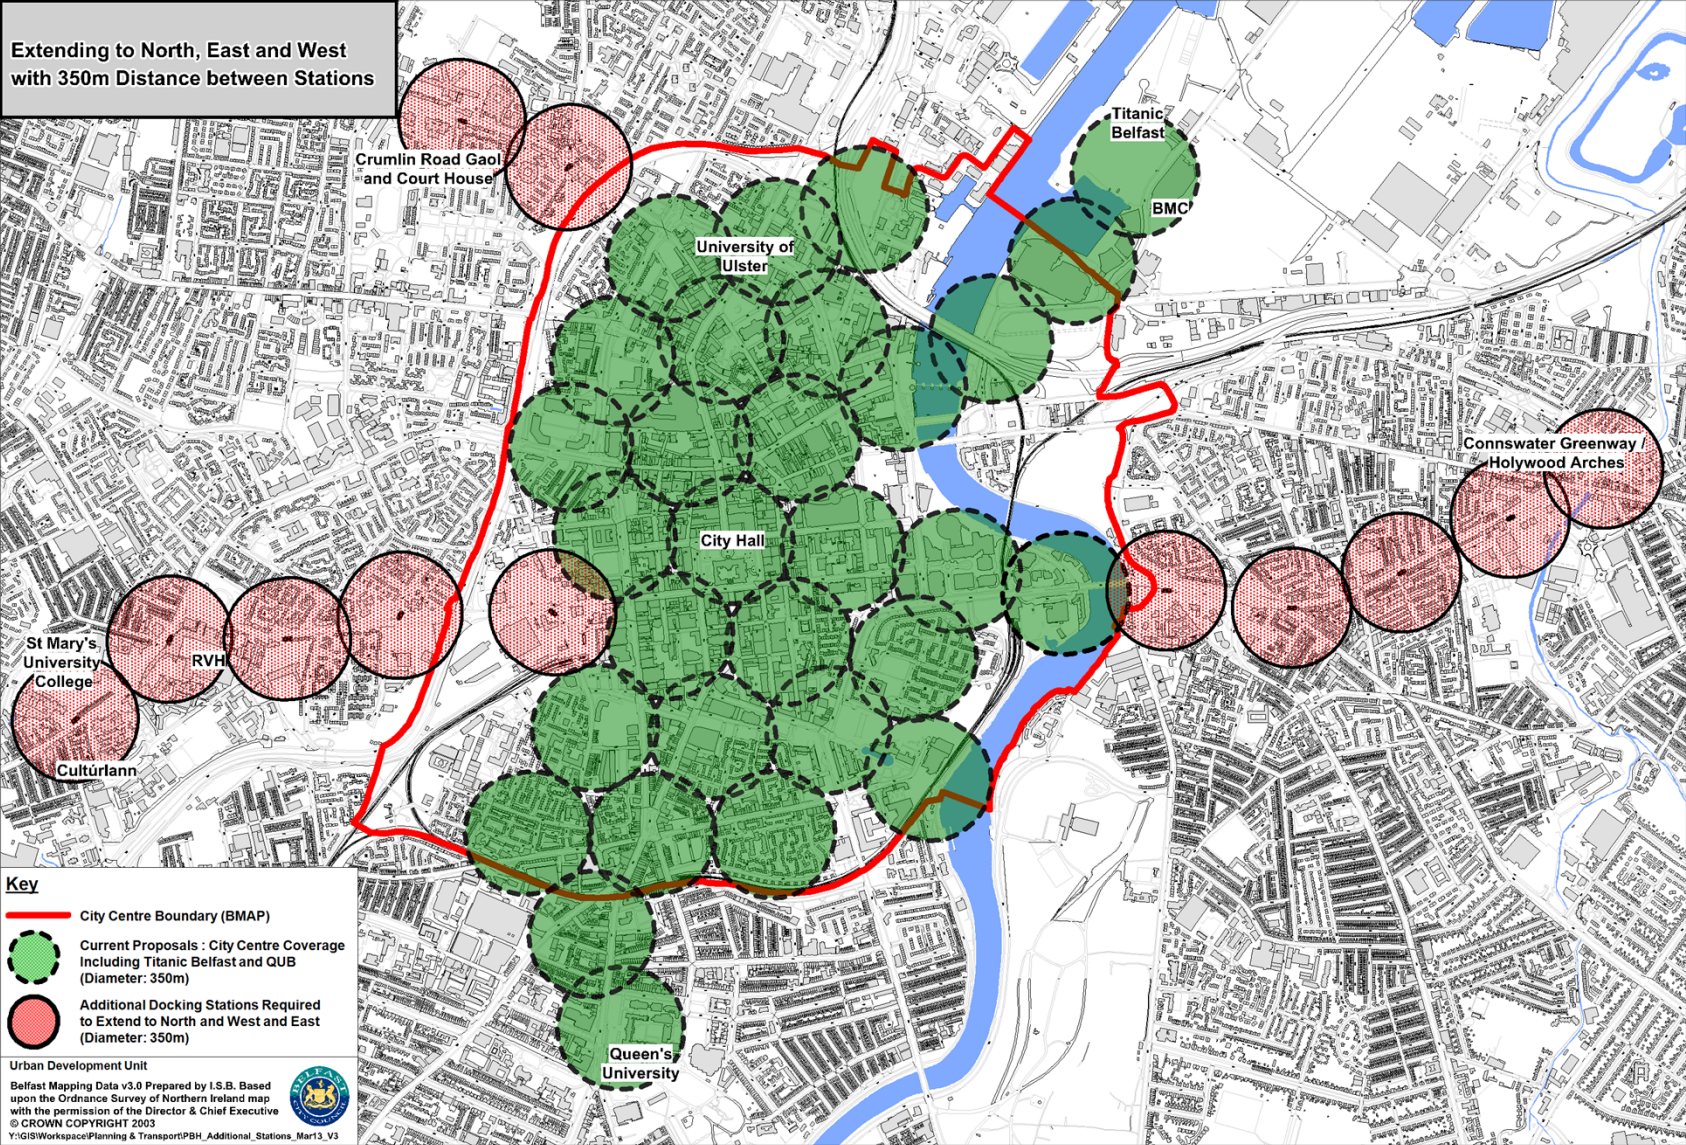 Extending to North, East and West
with 350m Distance between Stations
Titanic
Belfast
Crumlin Road Gaol
and Court House
BMC
University of
Ulster
Connswater Greenway /
Holywood Arches
City Hall
St Mary's
University
College
RVH
Cultúrlann
Queen's
University
Key
City Centre Boundary (BMAP)
Current Proposals : City Centre Coverage
Including Titanic Belfast and QUB
(Diameter: 350m)
Additional Docking Stations Required
to Extend to North and West and East
(Diameter: 350m)
Urban Development Unit
Belfast Mapping Data v3.0 Prepared by I.S.B. Based
upon the Ordnance Survey of Northern Ireland map
with the permission of the Director & Chief Executive
© CROWN COPYRIGHT 2003
Y:\GIS\Workspace\Planning & Transport\PBH_Additional_Stations_Mar13_V3
BELFAST
CITY COUNCIL